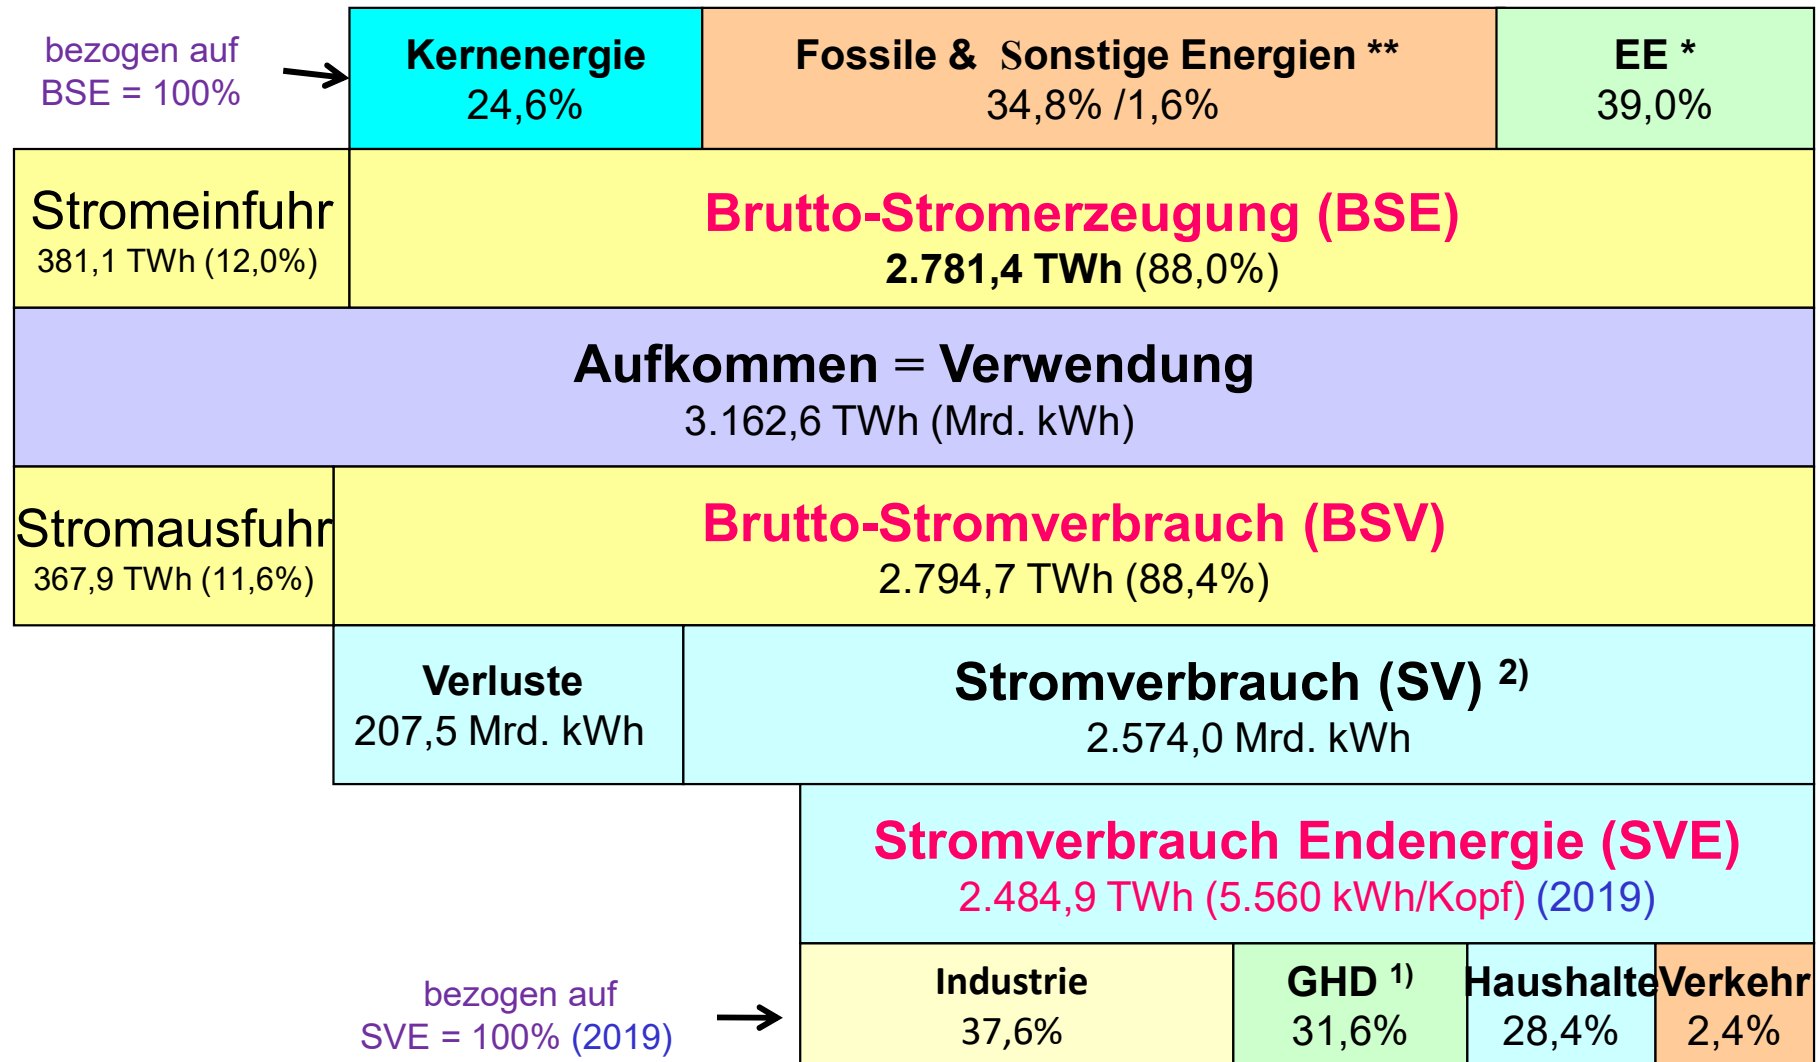 bezogen auf
BSE = 100%
Kernenergie
24,6%
Fossile & Sonstige Energien **
34,8% /1,6%
EE *
39,0%
Stromeinfuhr
381,1 TWh (12,0%)
Brutto-Stromerzeugung (BSE)
2.781,4 TWh (88,0%)
Aufkommen = Verwendung
3.162,6 TWh (Mrd. kWh)
Stromausfuhr
367,9 TWh (11,6%)
Brutto-Stromverbrauch (BSV)
2.794,7 TWh (88,4%)
Verluste
207,5 Mrd. kWh
Stromverbrauch (SV) 2)
2.574,0 Mrd. kWh
Stromverbrauch Endenergie (SVE)
2.484,9 TWh (5.560 kWh/Kopf) (2019)
bezogen auf
SVE = 100% (2019)
Industrie
37,6%
GHD 1)
31,6%
Haushalte
28,4%
Verkehr
2,4%